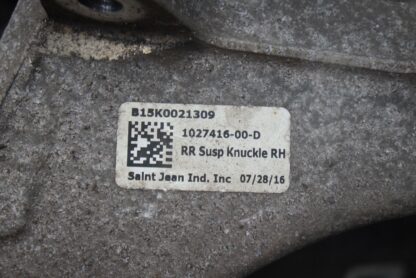 B15K0021309
1027416-00-D
RR Susp Knuckle RH
Saint Jean Ind. Inc 07/28/16